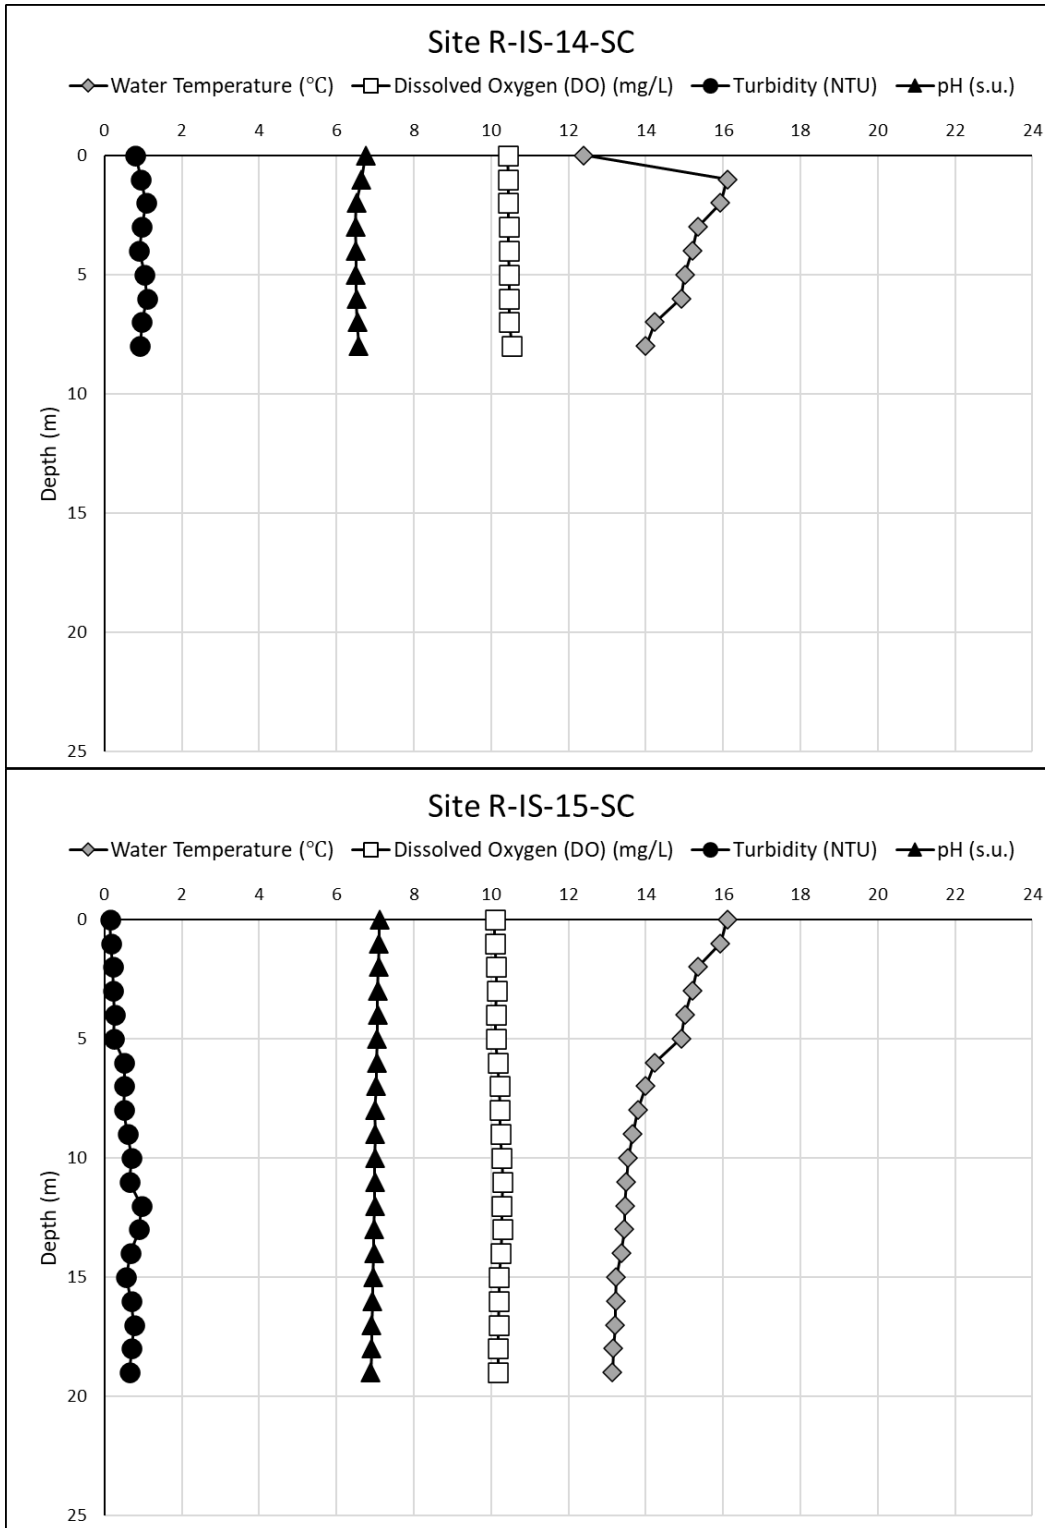 Site R-IS-14-SC
Water Temperature (°C) Dissolved Oxygen (DO) (mg/L) Turbidity (NTU) pH (s.u.)
0 2 4 6 8 10 12 14 16 18 20 22 24
0
5
10
Depth (m)
15
20
25
Site R-IS-15-SC
Water Temperature (°C) Dissolved Oxygen (DO) (mg/L) Turbidity (NTU) pH (s.u.)
0 2 4 6 8 10 12 14 16 18 20 22 24
0
5
10
Depth (m)
15
20
25